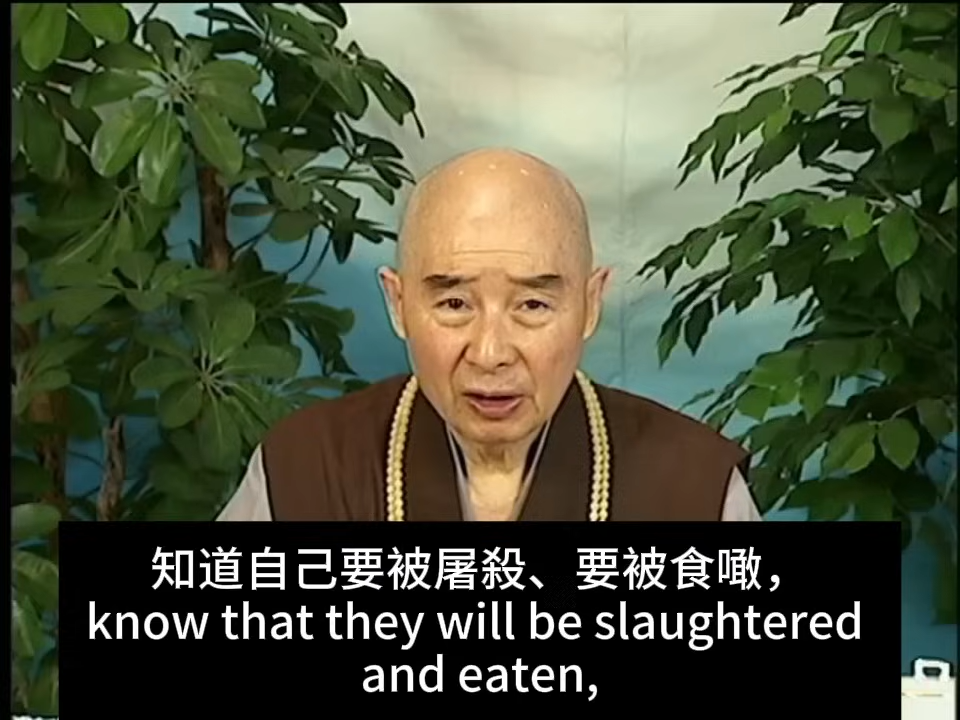 知道自己要被屠殺、要被食噉，
know that they will be slaughtered
and eaten,